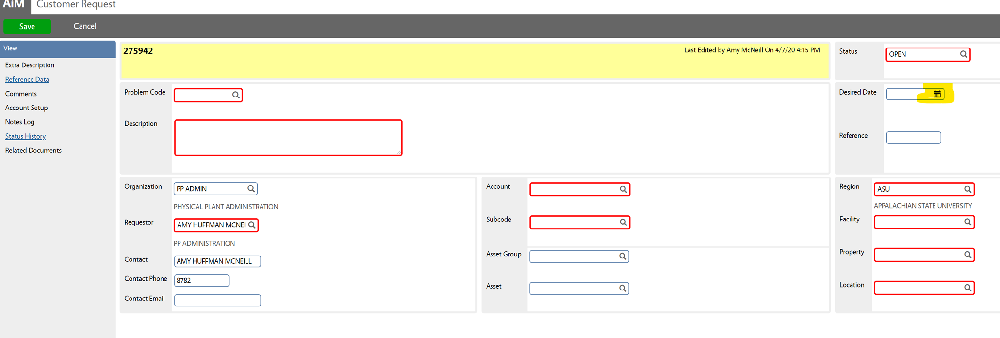 AiM Customer Request
Save Cancel
View
Extra Description
Reference Data
Comments
Account Setup
Notes Log
Status History
Related Documents
275942
Last Edited by Amy McNeill On 4/7/20 4:15 PM
Status OPEN
Problem Code
Description
Desired Date
Reference
Organization PP ADMIN
PHYSICAL PLANT ADMINISTRATION
Requestor AMY HUFFMAN MCNEI
PP ADMINISTRATION
Contact AMY HUFFMAN MCNEILL
Contact Phone 8782
Contact Email
Account
Subcode
Asset Group
Asset
Region ASU
APPALACHIAN STATE UNIVERSITY
Facility
Property
Location